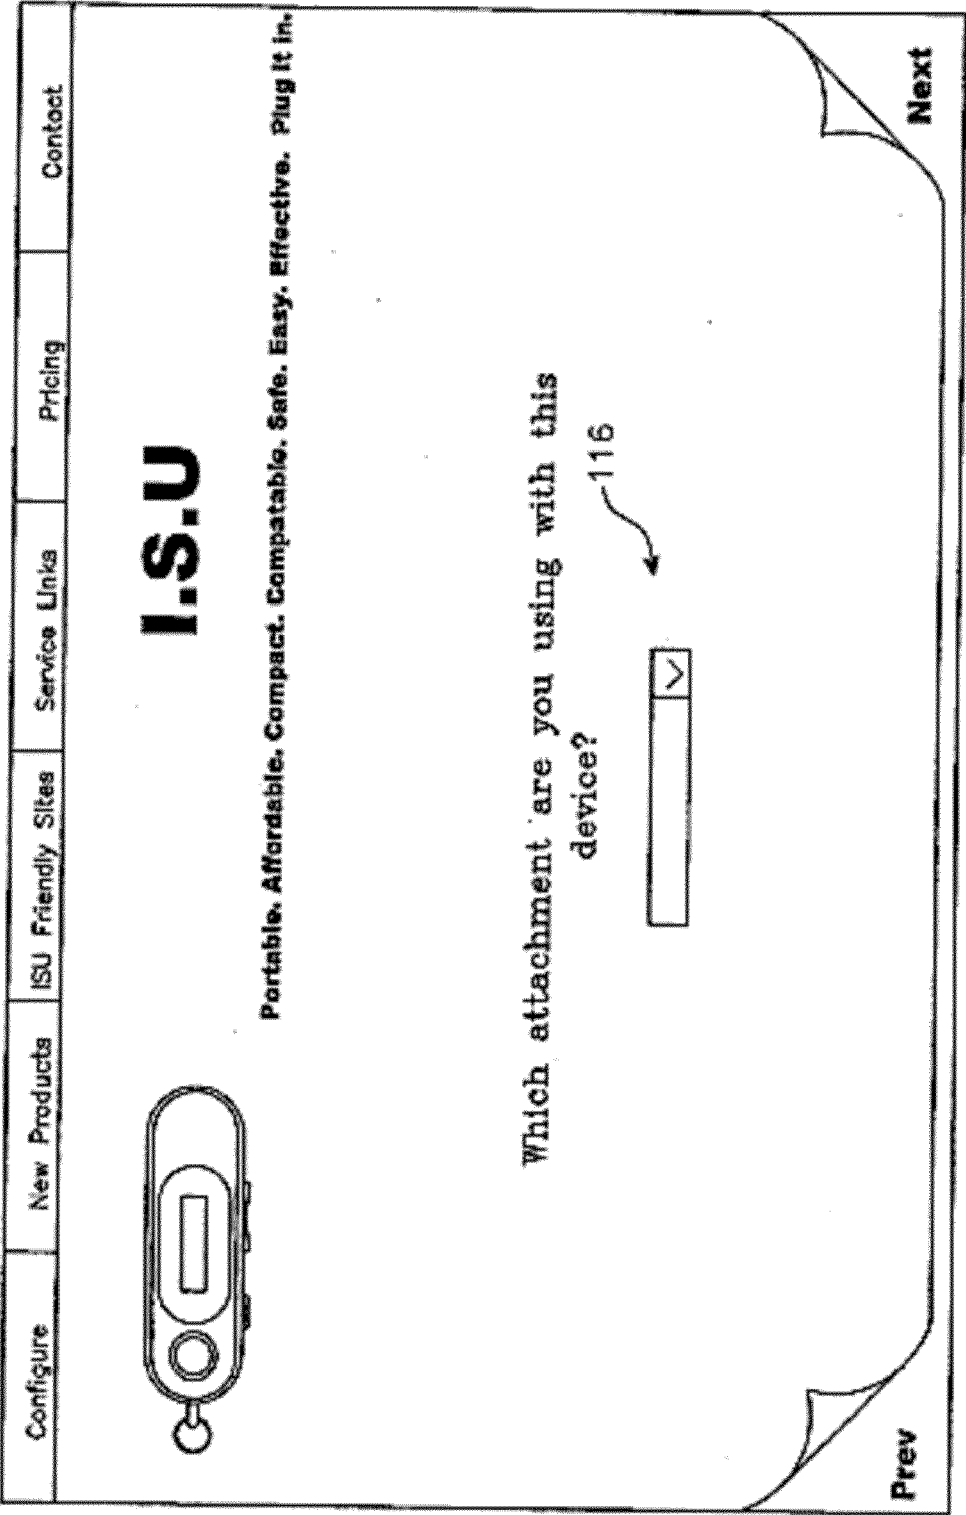 Configure
New Products
ISU Friendly Sites
Service Links
Pricing
Contact
I.S.U
Portable. Affordable. Compact. Compatable. Safe. Easy. Effective. Plug it in.
Which attachment are you using with this
device?
116
Prev
Next